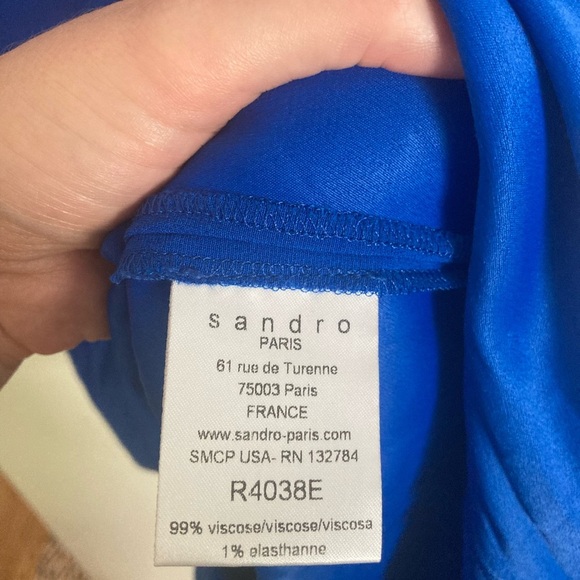 sandro
PARIS
61 rue de Turenne
75003 Paris
FRANCE
www.sandro-paris.com
SMCP USA- RN 132784
R4038E
99% viscose/viscose/viscosa
1% elasthanne